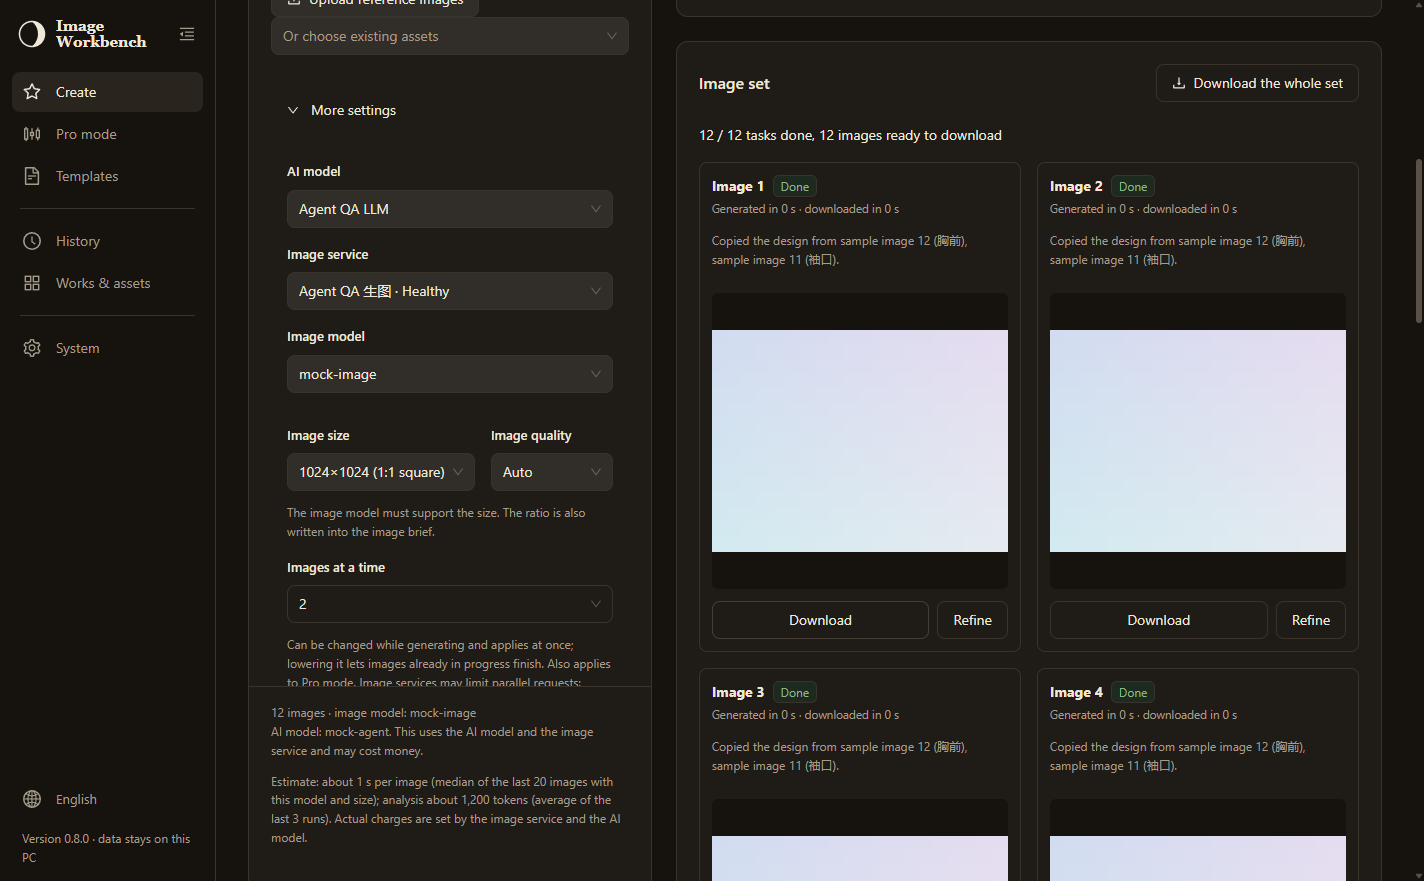 Image
Workbench
Create
Pro mode
Templates
History
Works & assets
System
English
Version 0.8.0 · data stays on this
PC
Upload reference images
Or choose existing assets
More settings
AI model
Agent QA LLM
Image service
Agent QA 生图 · Healthy
Image model
mock-image
Image size
Image quality
1024×1024 (1:1 square)
Auto
The image model must support the size. The ratio is also
written into the image brief.
Images at a time
2
Can be changed while generating and applies at once;
lowering it lets images already in progress finish. Also applies
to Pro mode. Image services may limit parallel requests;
12 images · image model: mock-image
AI model: mock-agent. This uses the AI model and the image
service and may cost money.
Estimate: about 1 s per image (median of the last 20 images with
this model and size); analysis about 1,200 tokens (average of the
last 3 runs). Actual charges are set by the image service and the AI
model.
Image set
Download the whole set
12 / 12 tasks done, 12 images ready to download
Image 1 Done
Generated in 0 s · downloaded in 0 s
Copied the design from sample image 12 (胸前),
sample image 11 (袖口).
Download
Refine
Image 2 Done
Generated in 0 s · downloaded in 0 s
Copied the design from sample image 12 (胸前),
sample image 11 (袖口).
Download
Refine
Image 3 Done
Generated in 0 s · downloaded in 0 s
Copied the design from sample image 12 (胸前),
sample image 11 (袖口).
Image 4 Done
Generated in 0 s · downloaded in 0 s
Copied the design from sample image 12 (胸前),
sample image 11 (袖口).